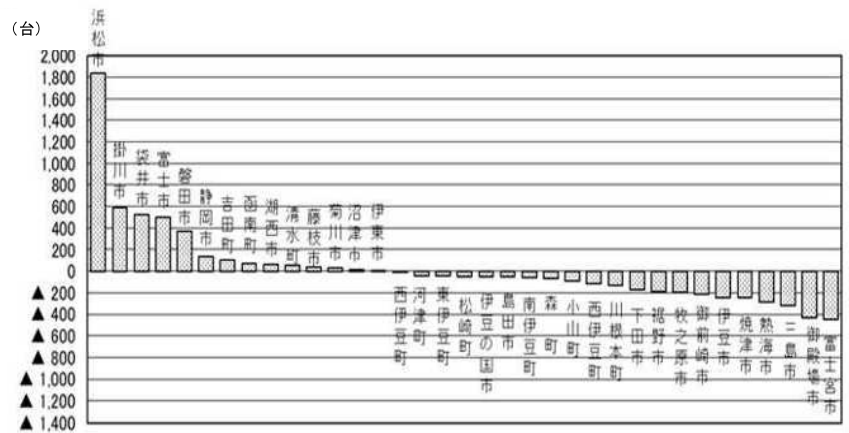 （台）
2,000
1,800
1,600
1,400
1,200
1,000
800
600
400
200
0
▲ 200
▲ 400
▲ 600
▲ 800
▲ 1,000
▲ 1,200
▲ 1,400
浜松市
掛川市
袋井市
富士市
磐田市
静岡市
吉田町
函南町
湖西市
清水町
藤枝市
菊川市
沼津市
伊東市
西伊豆町
河津町
東伊豆町
松崎町
伊豆の国市
島田市
南伊豆町
森町
小山町
西伊豆町
川根本町
下田市
裾野市
牧之原市
御前崎市
伊豆市
焼津市
熱海市
三島市
御殿場市
富士宮市